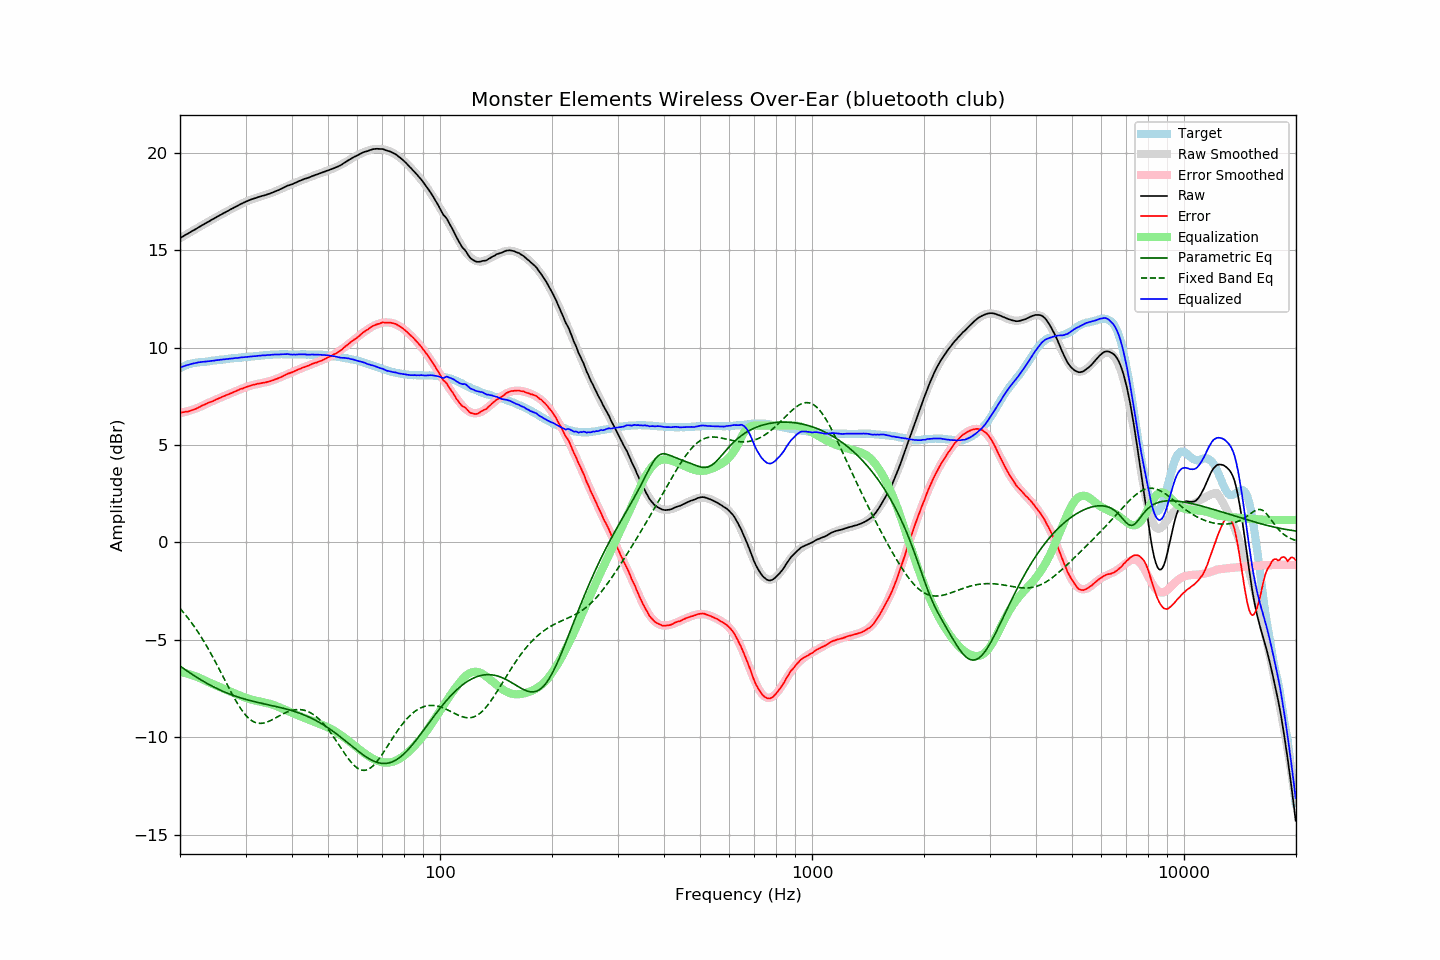 Monster Elements Wireless Over-Ear (bluetooth club)
Target
Raw Smoothed
Error Smoothed
Raw
Error
Equalization
Parametric Eq
Fixed Band Eq
Equalized
Amplitude (dBr)
20
15
10
5
0
−5
−10
−15
100
1000
10000
Frequency (Hz)